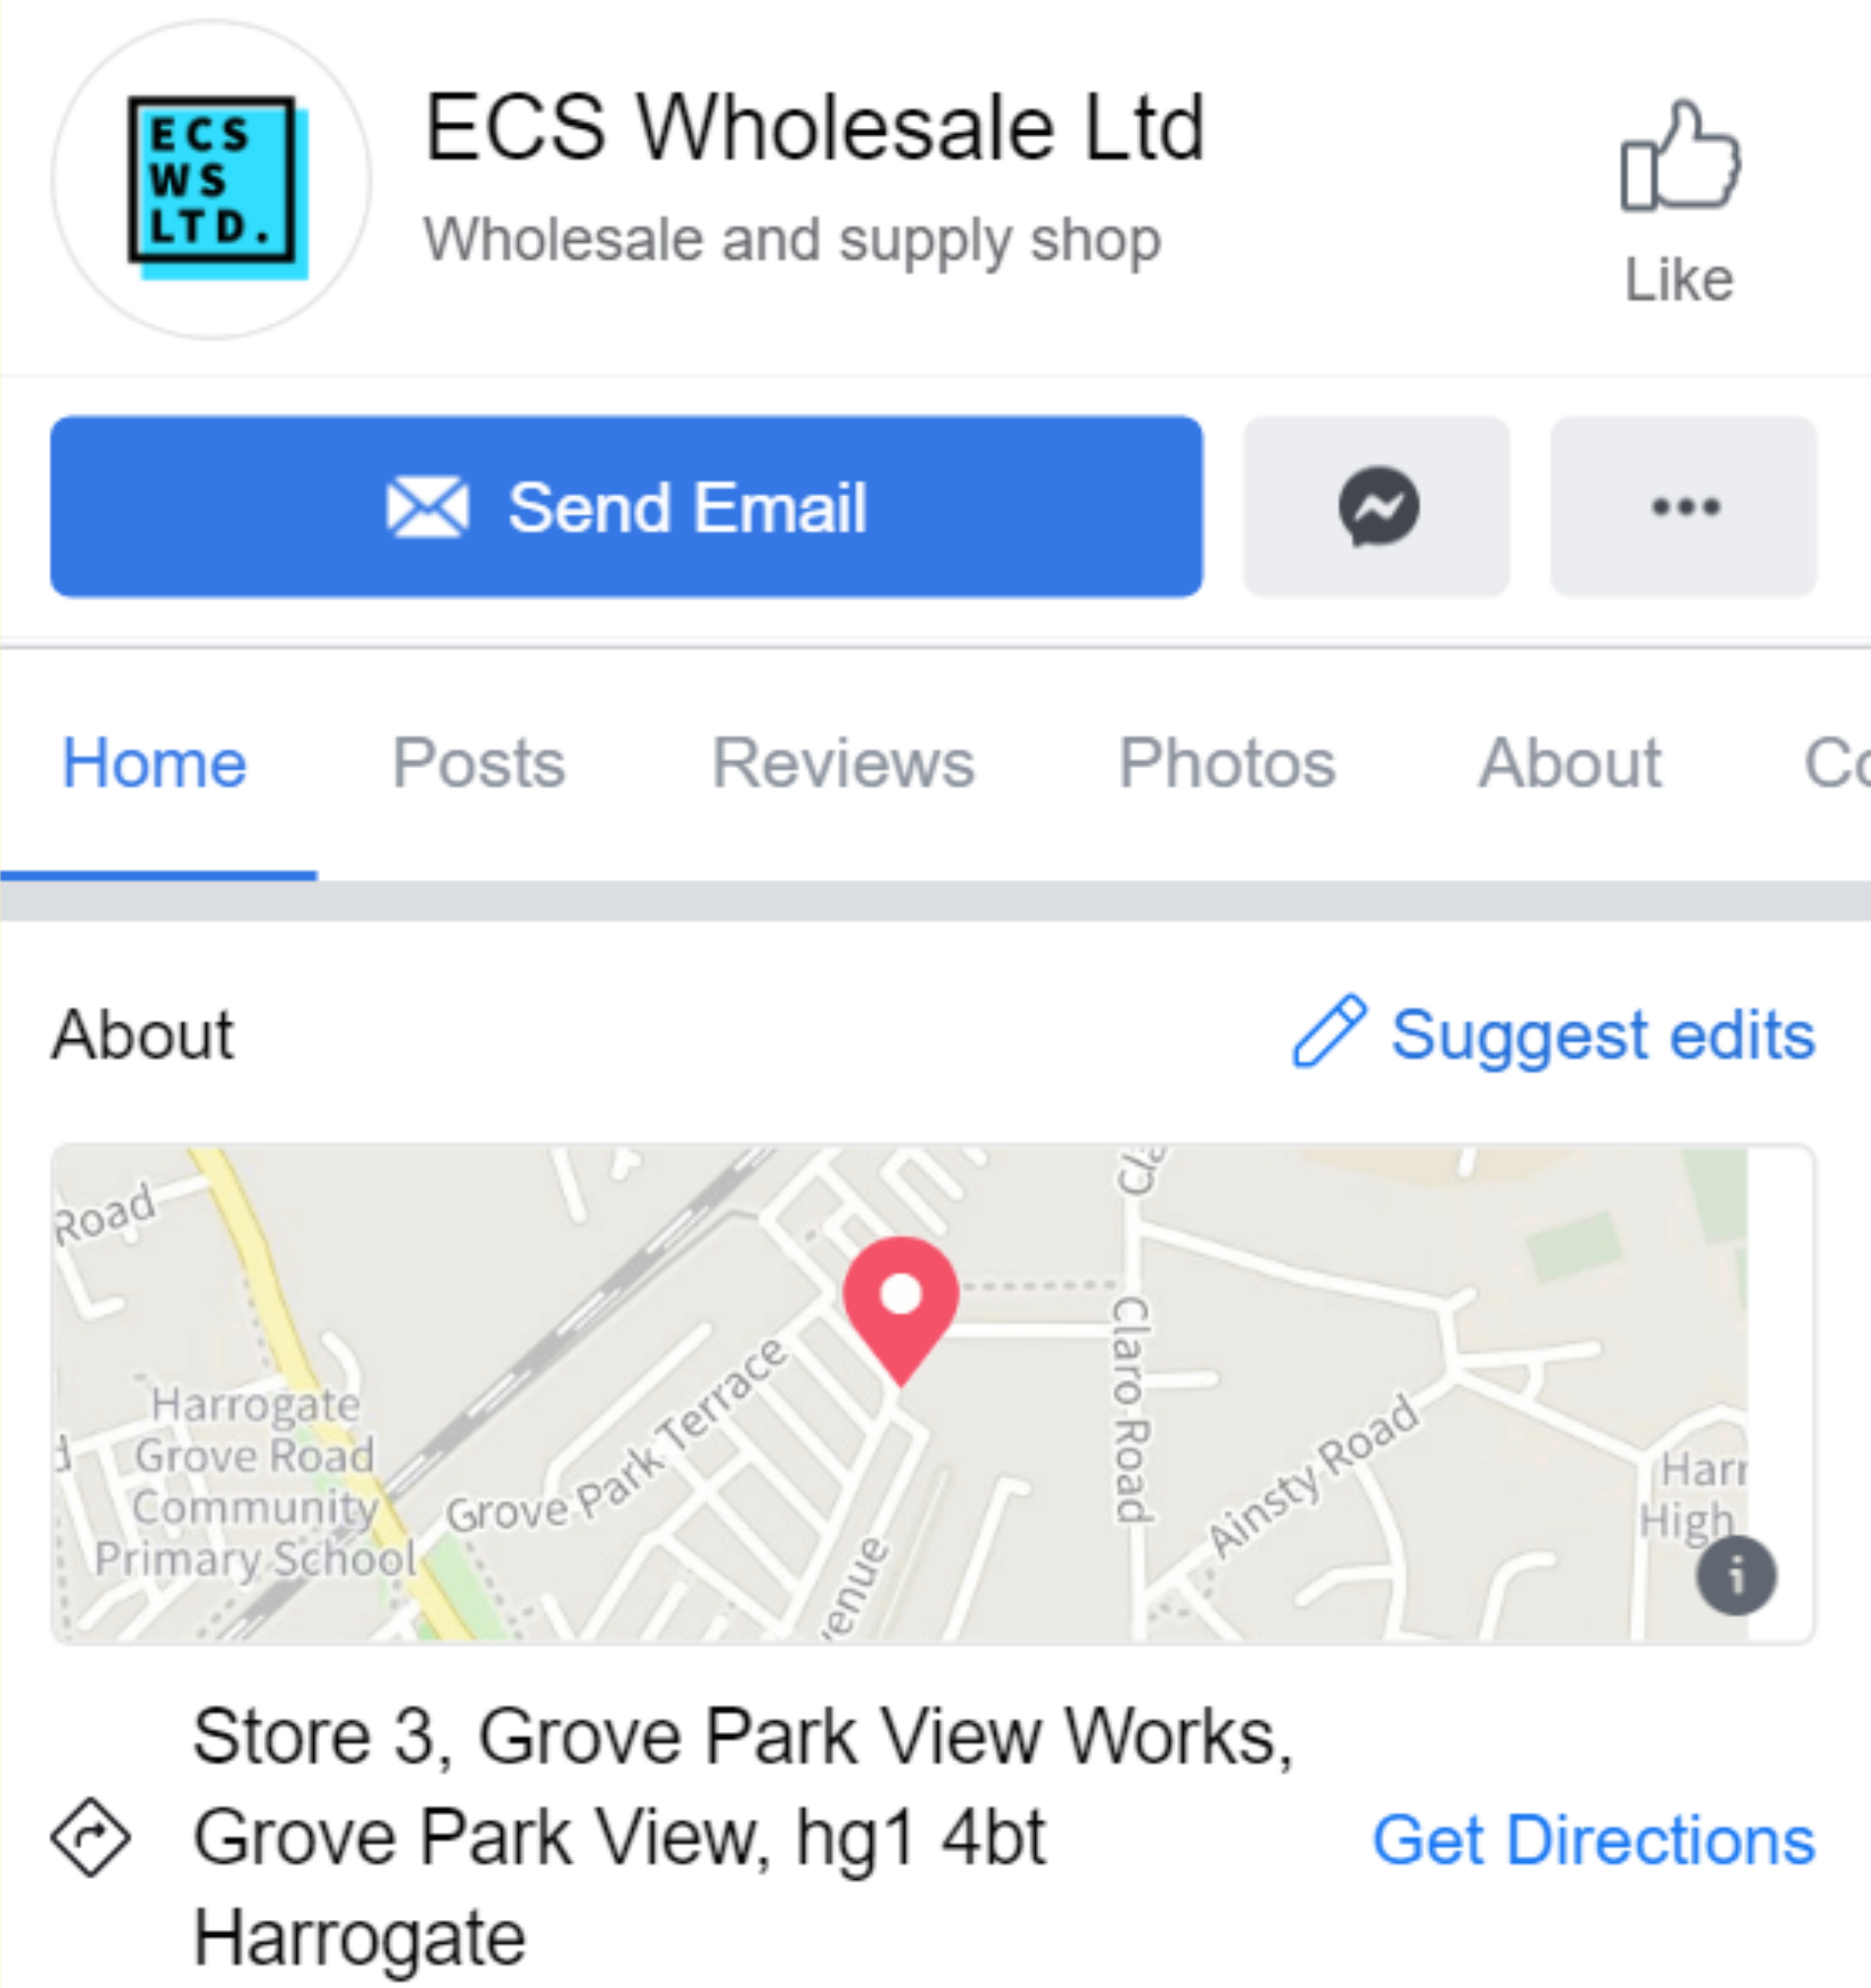 ECS
WS
LTD.
ECS Wholesale Ltd
Wholesale and supply shop
Like
Send Email
Home Posts Reviews Photos About Co
About
Suggest edits
Road
Cla
Claro Road
Grove Park Terrace
Harrogate
Grove Road
Community
Primary School
d
Ainsty Road
venue
Harr
High
i
Store 3, Grove Park View Works,
Grove Park View, hg1 4bt
Harrogate
Get Directions